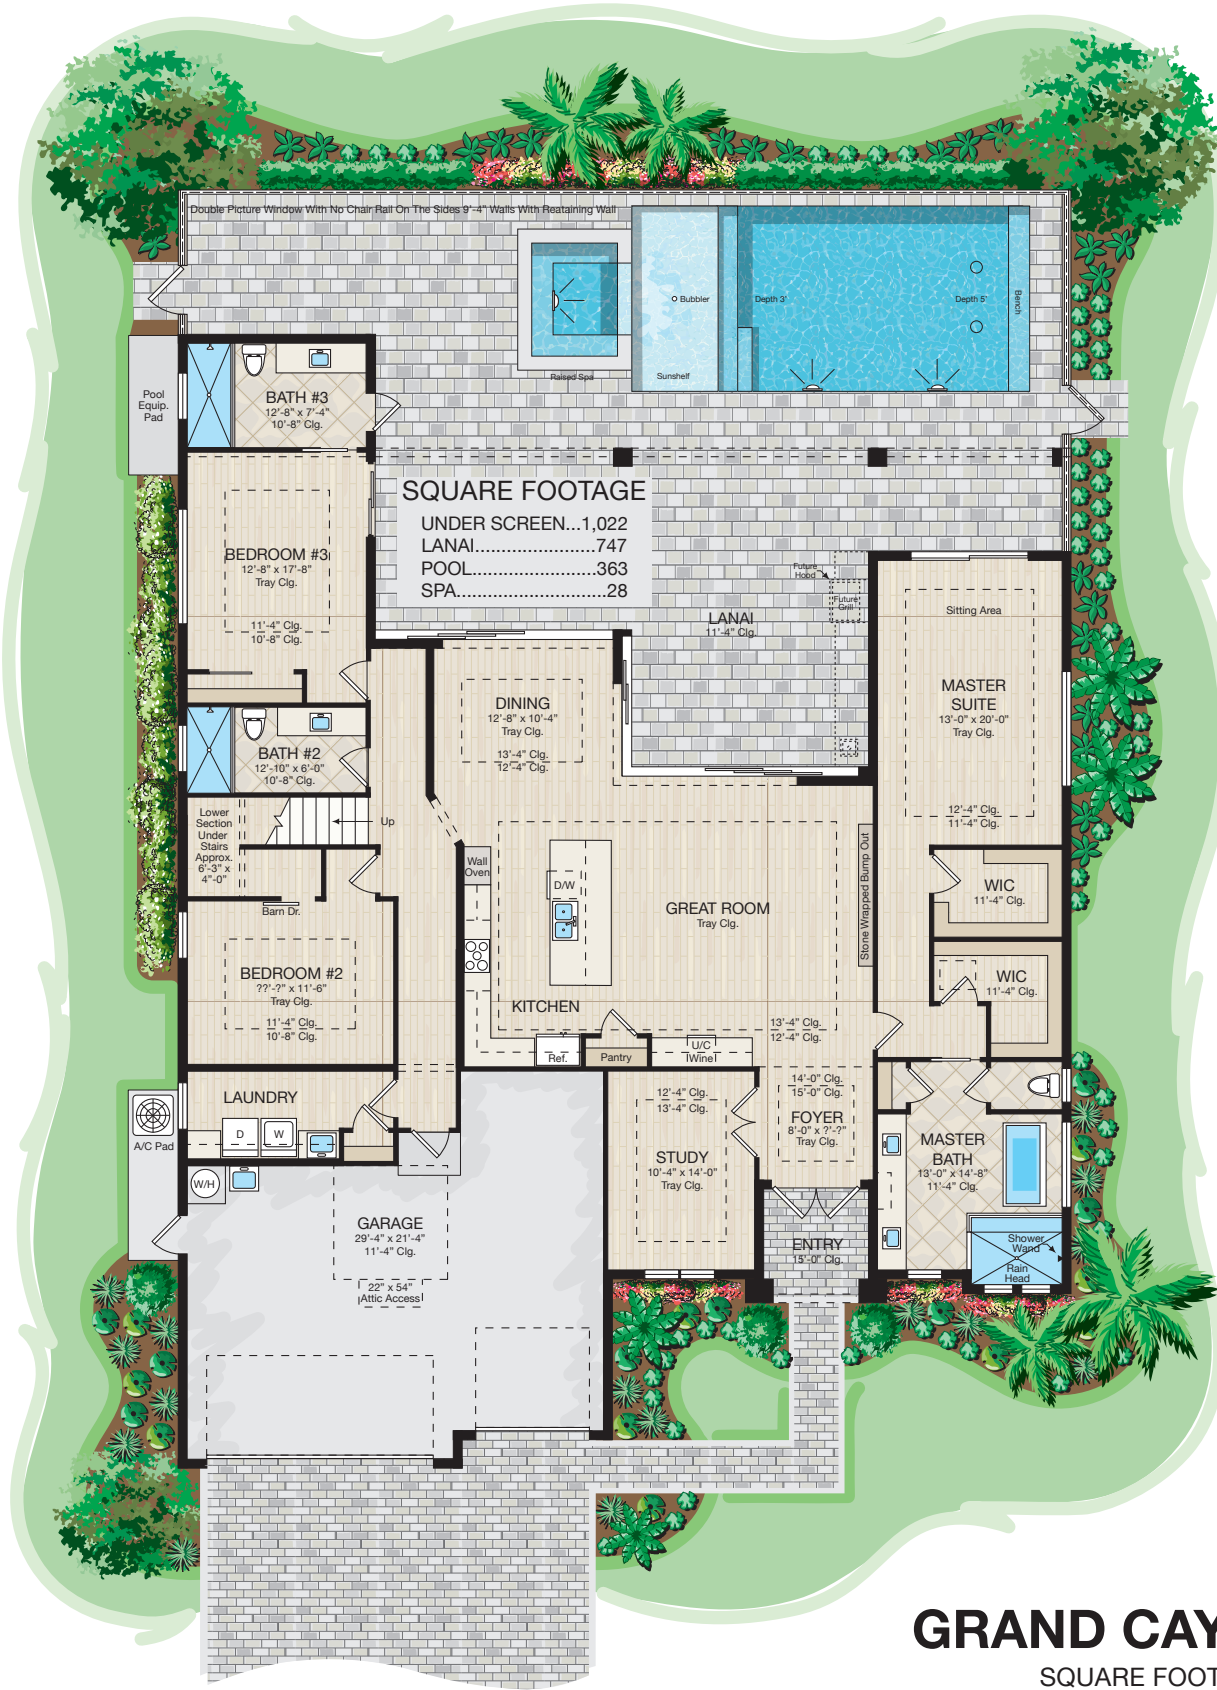 Double Picture Window With No Chair Rail On The Sides 9'-4" Walls With Reataining Wall
Bubbler
Depth 3'
Depth 5'
Bench
Raised Spa
Sunshelf
Pool
Equip.
Pad
BATH #3
12'-8" x 7'-4"
10'-8" Clg.
SQUARE FOOTAGE
UNDER SCREEN...1,022
LANAI......................747
POOL.......................363
SPA...........................28
BEDROOM #3
12'-8" x 17'-8"
Tray Clg.
11'-4" Clg.
10'-8" Clg.
Future
Hood
Future
Grill
LANAI
11'-4" Clg.
Sitting Area
MASTER
SUITE
13'-0" x 20'-0"
Tray Clg.
12'-4" Clg.
11'-4" Clg.
DINING
12'-8" x 10'-4"
Tray Clg.
13'-4" Clg.
12'-4" Clg.
BATH #2
12'-10" x 6'-0"
10'-8" Clg.
Lower
Section
Under
Stairs
Approx.
6'-3" x
4"-0"
Up
Wall
Oven
D/W
Stone Wrapped Bump Out
GREAT ROOM
Tray Clg.
WIC
11'-4" Clg.
Barn Dr.
BEDROOM #2
??'-?" x 11'-6"
Tray Clg.
11'-4" Clg.
10'-8" Clg.
WIC
11'-4" Clg.
KITCHEN
13'-4" Clg.
12'-4" Clg.
Ref.
Pantry
U/C
Wine
LAUNDRY
D
W
A/C Pad
W/H
12'-4" Clg.
13'-4" Clg.
STUDY
10'-4" x 14'-0"
Tray Clg.
14'-0" Clg.
15'-0" Clg.
FOYER
8'-0" x ?'-?"
Tray Clg.
MASTER
BATH
13'-0" x 14'-8"
11'-4" Clg.
GARAGE
29'-4" x 21'-4"
11'-4" Clg.
22" x 54"
Attic Access
ENTRY
15'-0" Clg.
Shower
Wand
Rain
Head
GRAND CAY
SQUARE FOOT